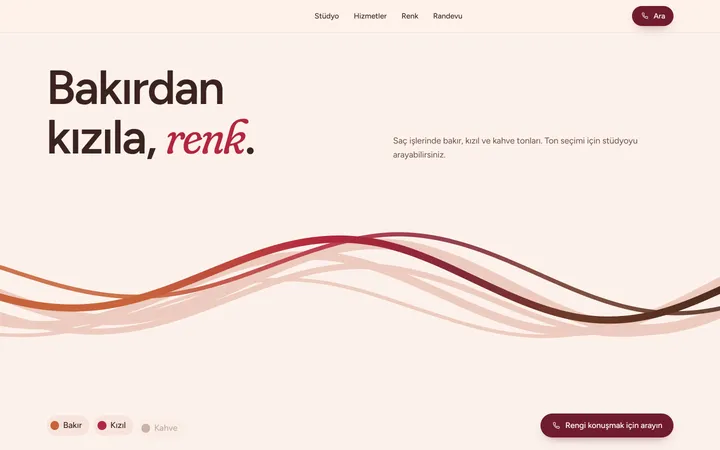 Stüdyo
Hizmetler
Renk
Randevu
Ara
Bakırdan
kızıla, renk.
Saç işlerinde bakır, kızıl ve kahve tonları. Ton seçimi için stüdyoyu
arayabilirsiniz.
Bakır
Kızıl
Kahve
Rengi konuşmak için arayın